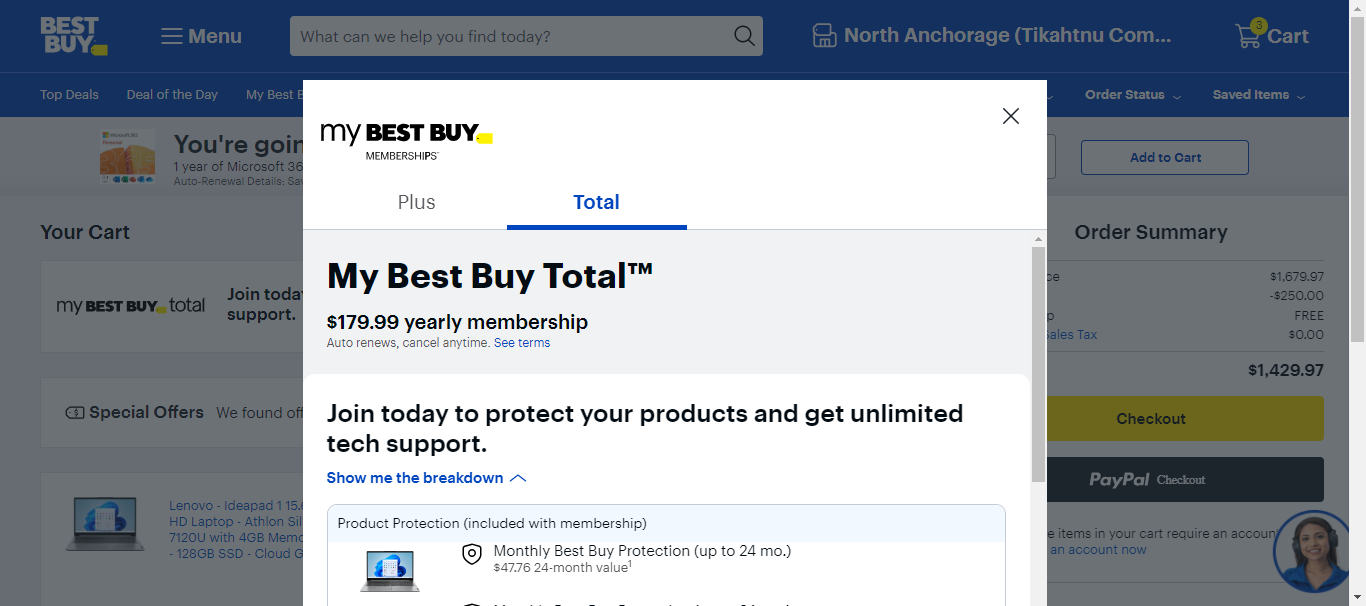 BEST
BUY
Menu
What can we help you find today?
North Anchorage (Tikahtnu Com...
3
Cart
Top Deals
Deal of the Day
My Best B
Order Status
Saved Items
You're goin
1 year of Microsoft 36
Auto-Renewal Details: Sav
Add to Cart
my BEST BUY
MEMBERSHIPS
Plus
Total
Your Cart
my BEST BUY total
Join toda
support.
Special Offers
We found off
Lenovo - Ideapad 1 15.6
HD Laptop - Athlon Sil
7120U with 4GB Memo
- 128GB SSD - Cloud G
My Best Buy Total™
$179.99 yearly membership
Auto renews, cancel anytime. See terms
Join today to protect your products and get unlimited
tech support.
Show me the breakdown
Product Protection (included with membership)
Monthly Best Buy Protection (up to 24 mo.)
$47.76 24-month value1
Order Summary
ce $1,679.97
-$250.00
p FREE
Sales Tax $0.00
$1,429.97
Checkout
PayPal Checkout
e items in your cart require an accoun
an account now